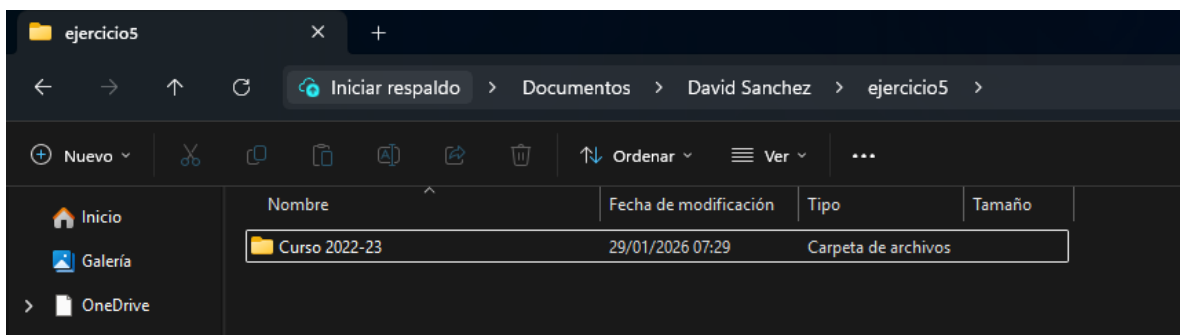 ejercicio5
Iniciar respaldo > Documentos > David Sanchez > ejercicio5 >
Nuevo Ordenar Ver ...
Nombre Fecha de modificación Tipo Tamaño
Inicio
Curso 2022-23 29/01/2026 07:29 Carpeta de archivos
Galería
OneDrive